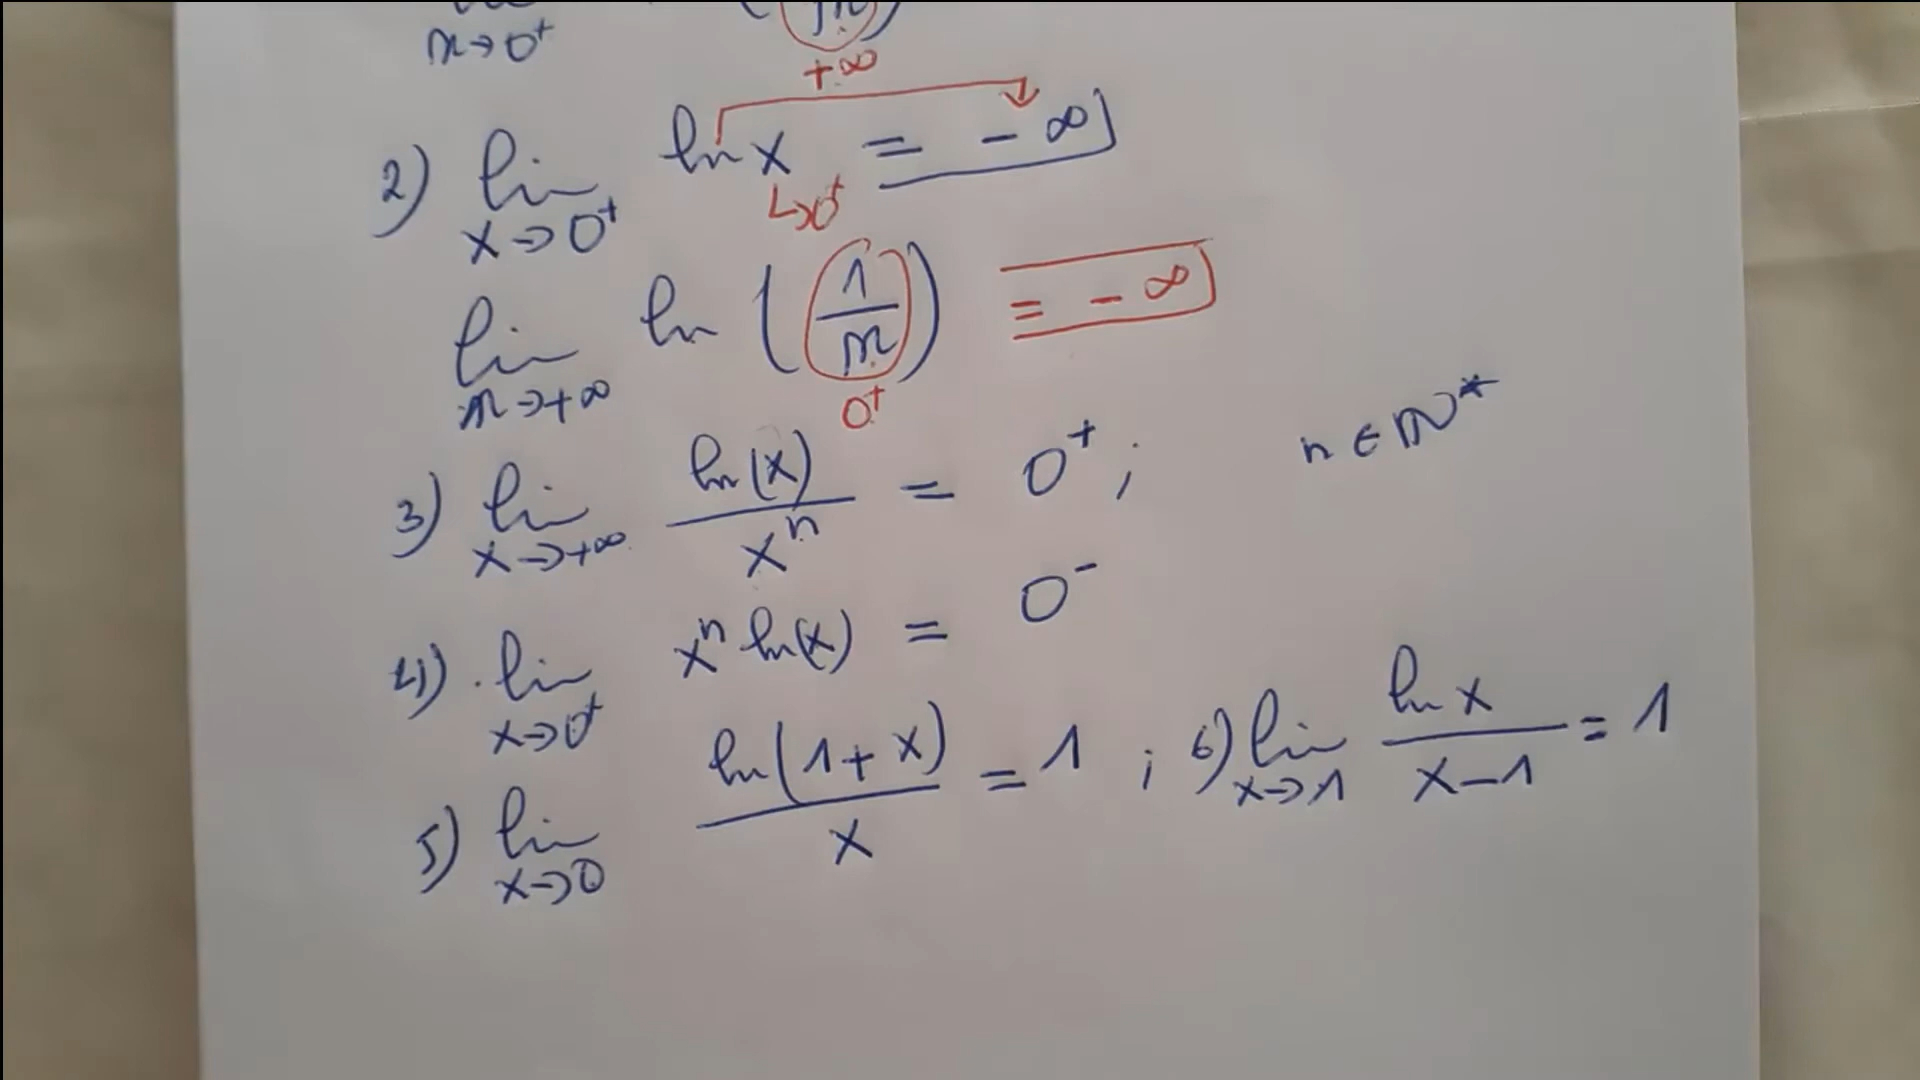 x→0⁺
+∞
2) lim x→0⁺ ln x = -∞
↳0⁺
lim n→+∞ ln (1/n) = -∞
0⁺
3) lim x→+∞ ln(x)/xⁿ = 0⁺ ; n ∈ ℕ*
4) lim x→0⁺ xⁿ ln(x) = 0⁻
5) lim x→0 ln(1+x)/x = 1 ; 6) lim x→1 ln x/x-1 = 1